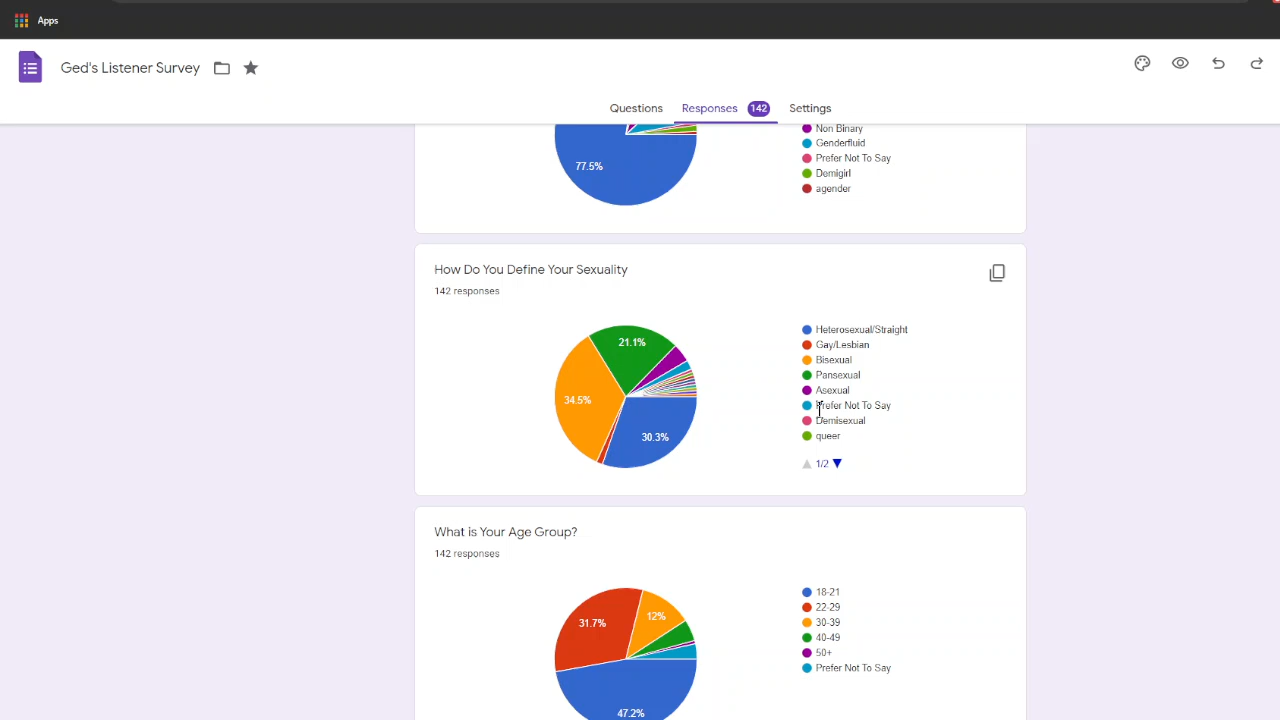 Apps
Ged's Listener Survey
Questions
Responses 142
Settings
77.5%
Non Binary
Genderfluid
Prefer Not To Say
Demigirl
agender
How Do You Define Your Sexuality
142 responses
21.1%
34.5%
30.3%
Heterosexual/Straight
Gay/Lesbian
Bisexual
Pansexual
Asexual
Prefer Not To Say
Demisexual
queer
1/2
What is Your Age Group?
142 responses
31.7%
12%
47.2%
18-21
22-29
30-39
40-49
50+
Prefer Not To Say